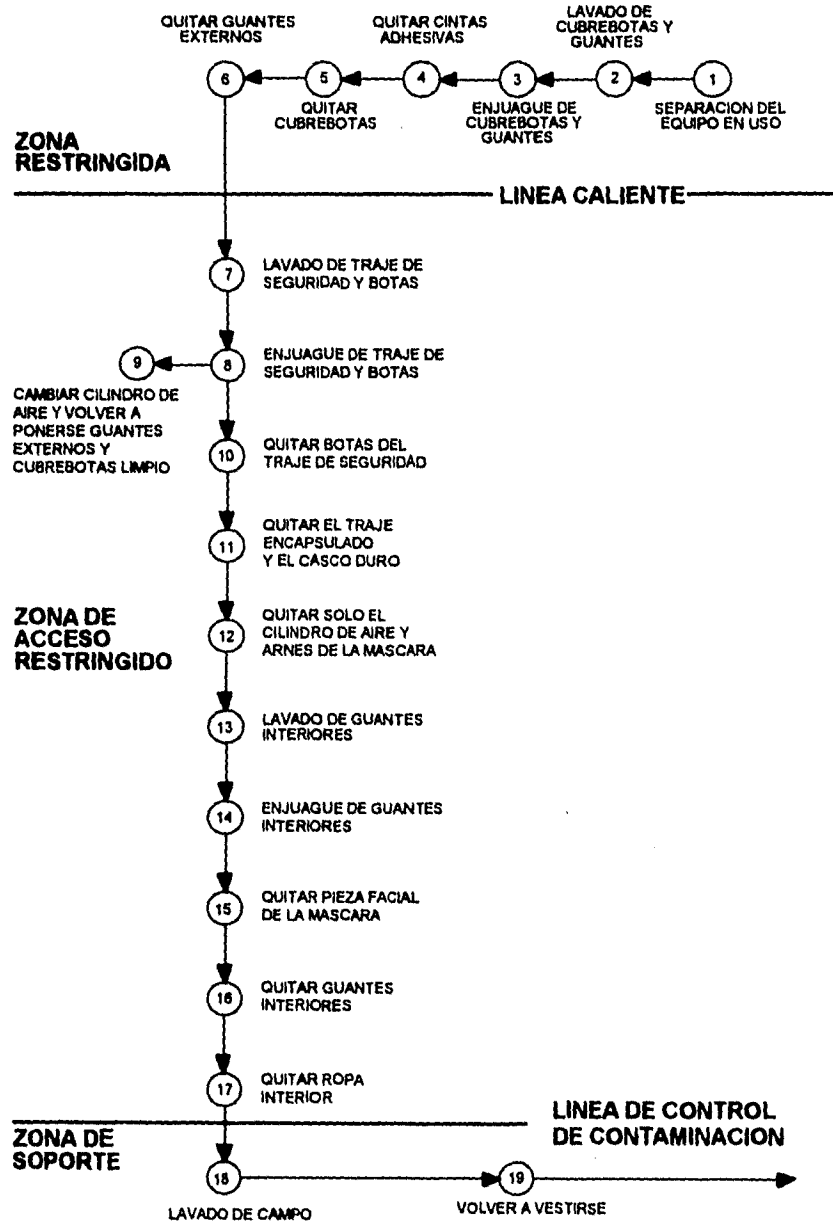 QUITAR GUANTES
EXTERNOS
QUITAR CINTAS
ADHESIVAS
LAVADO DE
CUBREBOTAS Y
GUANTES
6
5
4
3
2
1
QUITAR
CUBREBOTAS
ENJUAGUE DE
CUBREBOTAS Y
GUANTES
SEPARACION DEL
EQUIPO EN USO
ZONA
RESTRINGIDA
LINEA CALIENTE
7
LAVADO DE TRAJE DE
SEGURIDAD Y BOTAS
9
8
ENJUAGUE DE TRAJE DE
SEGURIDAD Y BOTAS
CAMBIAR CILINDRO DE
AIRE Y VOLVER A
PONERSE GUANTES
EXTERNOS Y
CUBREBOTAS LIMPIO
10
QUITAR BOTAS DEL
TRAJE DE SEGURIDAD
11
QUITAR EL TRAJE
ENCAPSULADO
Y EL CASCO DURO
ZONA DE
ACCESO
RESTRINGIDO
12
QUITAR SOLO EL
CILINDRO DE AIRE Y
ARNES DE LA MASCARA
13
LAVADO DE GUANTES
INTERIORES
14
ENJUAGUE DE GUANTES
INTERIORES
15
QUITAR PIEZA FACIAL
DE LA MASCARA
16
QUITAR GUANTES
INTERIORES
17
QUITAR ROPA
INTERIOR
LINEA DE CONTROL
DE CONTAMINACION
ZONA DE
SOPORTE
18
19
LAVADO DE CAMPO
VOLVER A VESTIRSE